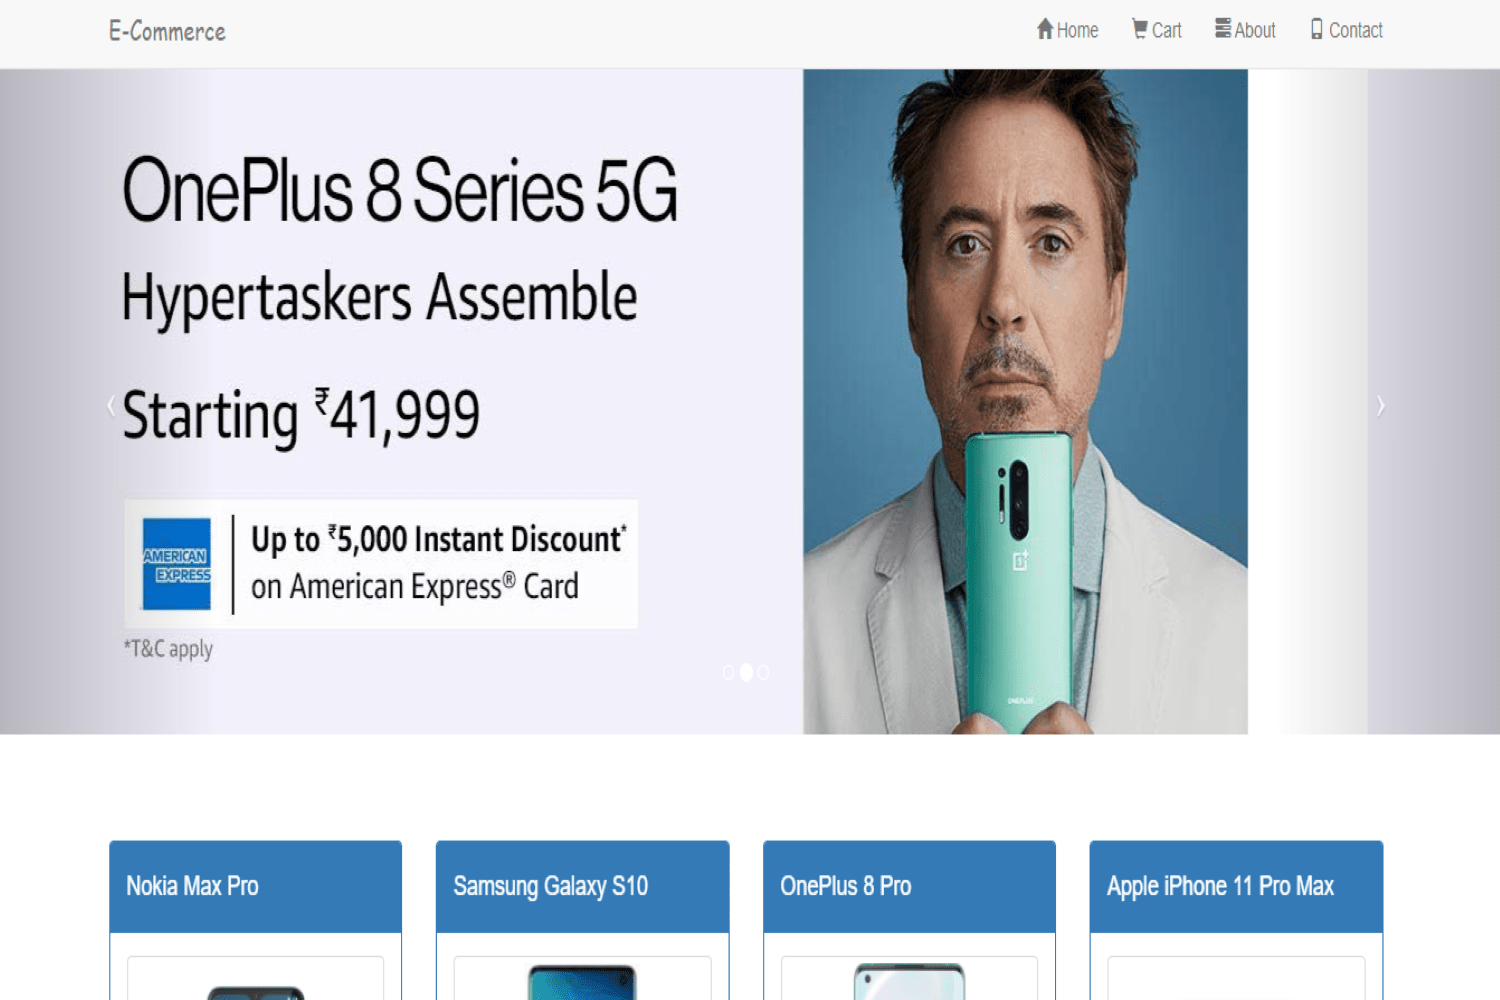 E-Commerce
Home Cart About Contact
OnePlus 8 Series 5G
Hypertaskers Assemble
Starting ₹41,999
AMERICAN
EXPRESS
Up to ₹5,000 Instant Discount*
on American Express® Card
*T&C apply
ONEPLUS
Nokia Max Pro
Samsung Galaxy S10
OnePlus 8 Pro
Apple iPhone 11 Pro Max